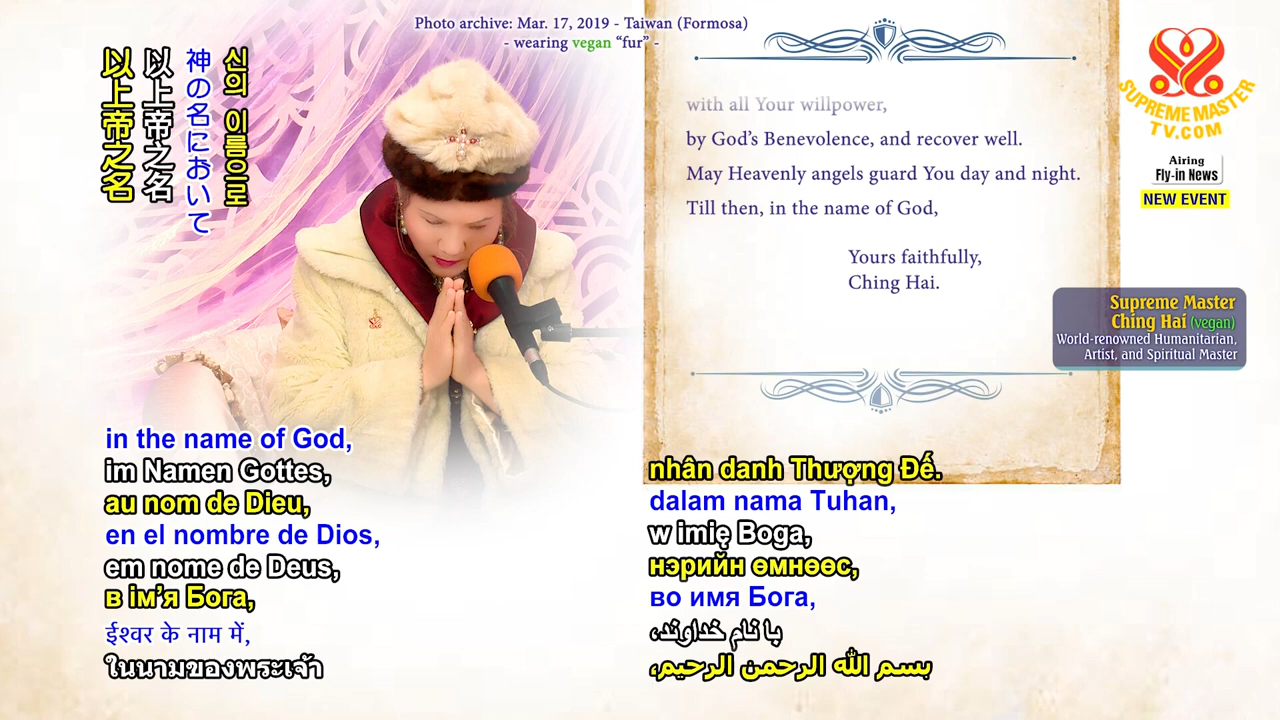 Photo archive: Mar. 17, 2019 - Taiwan (Formosa)
- wearing vegan “fur” -
以上帝之名
以上帝之名
神の名において
신의 이름으로
with all Your willpower,
by God’s Benevolence, and recover well.
May Heavenly angels guard You day and night.
Till then, in the name of God,
Yours faithfully,
Ching Hai.
SUPREME MASTER
TV.COM
Airing
Fly-in News
NEW EVENT
Supreme Master
Ching Hai (vegan)
World-renowned Humanitarian,
Artist, and Spiritual Master
in the name of God,
im Namen Gottes,
au nom de Dieu,
en el nombre de Dios,
em nome de Deus,
в ім’я Бога,
ईश्वर के नाम में,
ในนามของพระเจ้า
nhân danh Thượng Đế.
dalam nama Tuhan,
w imię Boga,
нэрийн өмнөөс,
во имя Бога,
با نام خداوند،
بسم الله الرحمن الرحيم،